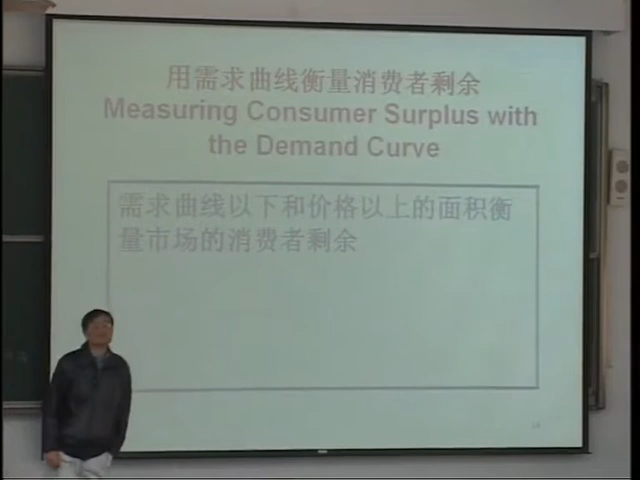 用需求曲线衡量消费者剩余
Measuring Consumer Surplus with
the Demand Curve
需求曲线以下和价格以上的面积衡
量市场的消费者剩余